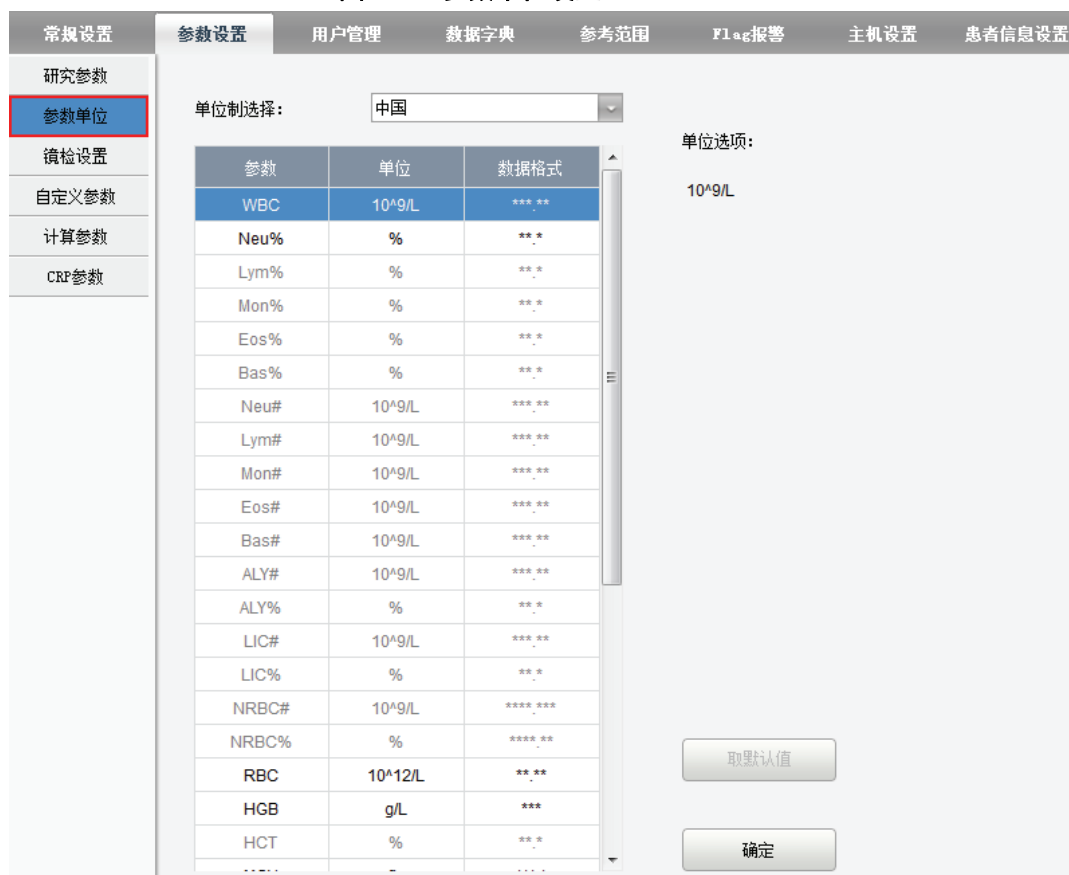 常规设置 参数设置 用户管理 数据字典 参考范围 Flag报警 主机设置 患者信息设置
研究参数
参数单位
镜检设置
自定义参数
计算参数
CRP参数
单位制选择： 中国
参数 单位 数据格式
WBC 10^9/L ***.**
Neu% % **.*
Lym% % **.*
Mon% % **.*
Eos% % **.*
Bas% % **.*
Neu# 10^9/L ***.**
Lym# 10^9/L ***.**
Mon# 10^9/L ***.**
Eos# 10^9/L ***.**
Bas# 10^9/L ***.**
ALY# 10^9/L ***.**
ALY% % **.*
LIC# 10^9/L ***.**
LIC% % **.*
NRBC# 10^9/L ****.***
NRBC% % ****.**
RBC 10^12/L **.**
HGB g/L ***
HCT % **.*
单位选项：
10^9/L
取默认值
确定